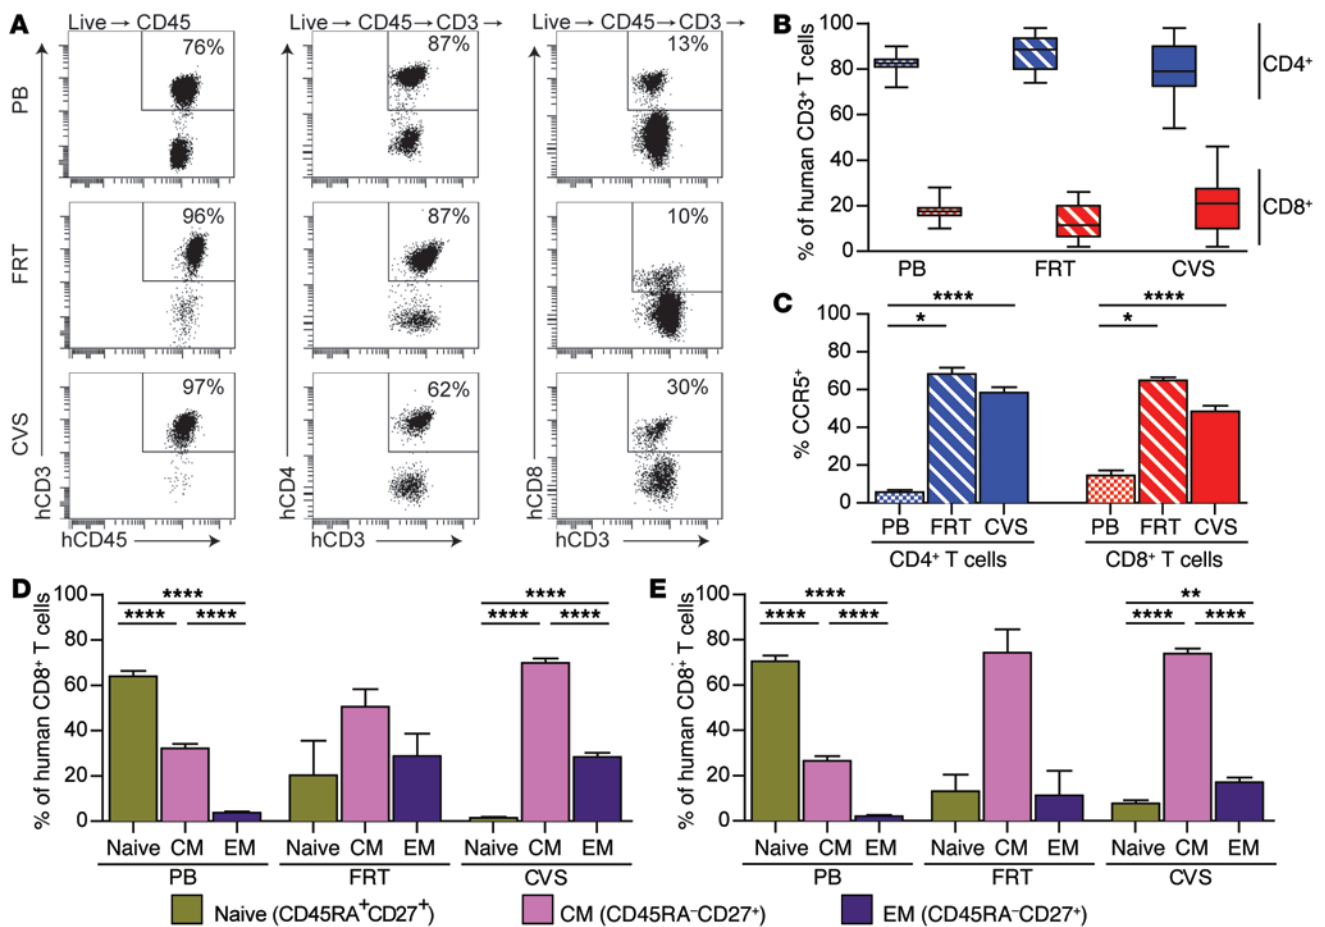 A
Live → CD45
Live → CD45 → CD3 →
Live → CD45 → CD3 →
PB
76%
87%
13%
FRT
96%
87%
10%
CVS
97%
62%
30%
hCD3
hCD4
hCD8
hCD45
hCD3
hCD3
B
% of human CD3⁺ T cells
100
80
60
40
20
0
PB
FRT
CVS
CD4⁺
CD8⁺
C
% CCR5⁺
100
80
60
40
20
0
****
*
****
*
PB FRT CVS
PB FRT CVS
CD4⁺ T cells
CD8⁺ T cells
D
% of human CD8⁺ T cells
100
80
60
40
20
0
****
**** ****
****
**** ****
Naive CM EM
Naive CM EM
Naive CM EM
PB
FRT
CVS
E
% of human CD8⁺ T cells
100
80
60
40
20
0
****
**** ****
**
**** ****
Naive CM EM
Naive CM EM
Naive CM EM
PB
FRT
CVS
Naive (CD45RA⁺CD27⁺)
CM (CD45RA⁻CD27⁺)
EM (CD45RA⁻CD27⁺)